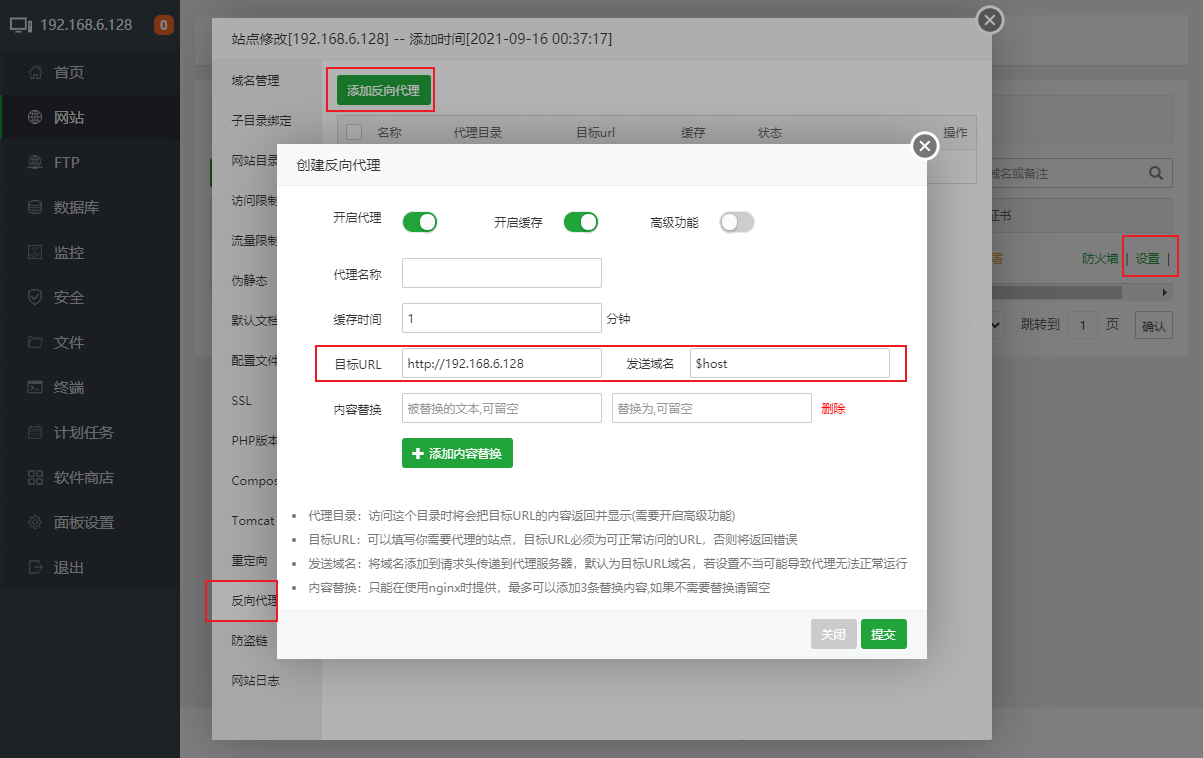 192.168.6.128
0
首页
网站
FTP
数据库
监控
安全
文件
终端
计划任务
软件商店
面板设置
退出
站点修改[192.168.6.128] -- 添加时间[2021-09-16 00:37:17]
域名管理
子目录绑定
网站目录
访问限制
流量限制
伪静态
默认文档
配置文件
SSL
PHP版本
Compos
Tomcat
重定向
反向代理
防盗链
网站日志
添加反向代理
名称 代理目录 目标url 缓存 状态 操作
创建反向代理
开启代理 开启缓存 高级功能
代理名称
缓存时间 1 分钟
目标URL http://192.168.6.128 发送域名 $host
内容替换 被替换的文本,可留空 替换为,可留空 删除
添加内容替换
代理目录：访问这个目录时将会把目标URL的内容返回并显示(需要开启高级功能)
目标URL：可以填写你需要代理的站点，目标URL必须为可正常访问的URL，否则将返回错误
发送域名：将域名添加到请求头传递到代理服务器，默认为目标URL域名，若设置不当可能导致代理无法正常运行
内容替换：只能在使用nginx时提供，最多可以添加3条替换内容,如果不需要替换请留空
关闭 提交
域名或备注
证书
防火墙 | 设置 |
跳转到 1 页 确认